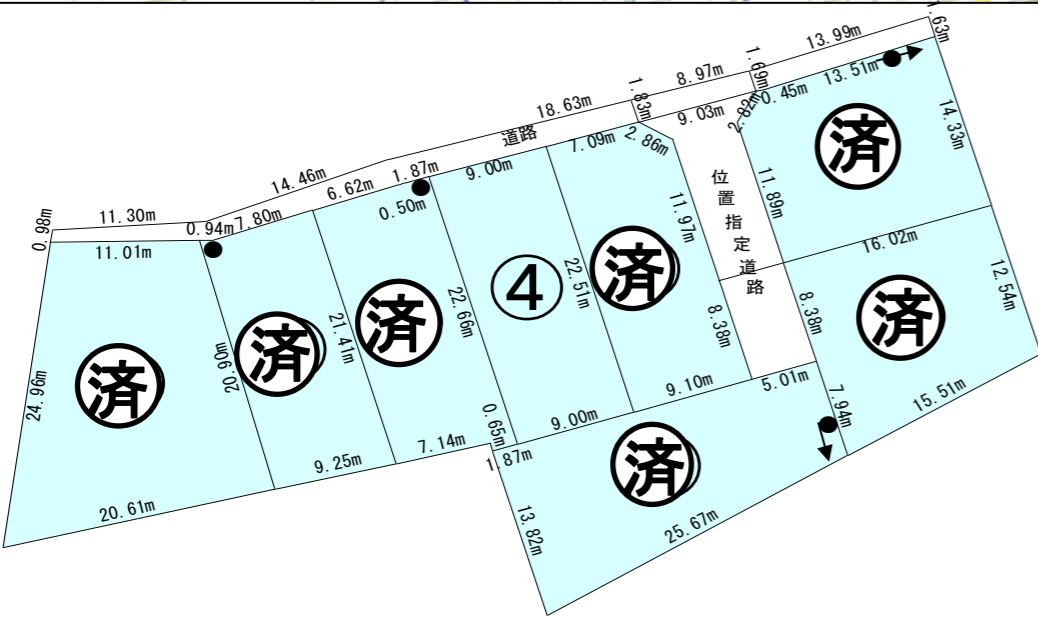 1.63m
13.99m
1.69m
8.97m
1.83m
18.63m
14.46m
11.30m
0.98m
道路
13.51m
0.45m
9.03m
2.82m
2.86m
7.09m
9.00m
1.87m
6.62m
0.50m
7.80m
0.94m
11.01m
済
14.33m
位置指定道路
11.89m
11.97m
16.02m
12.54m
済
済
④
済
済
済
22.51m
22.66m
21.41m
20.90m
24.96m
8.38m
8.38m
9.10m
5.01m
7.94m
15.51m
9.00m
0.65m
7.14m
9.25m
20.61m
1.87m
済
13.82m
25.67m